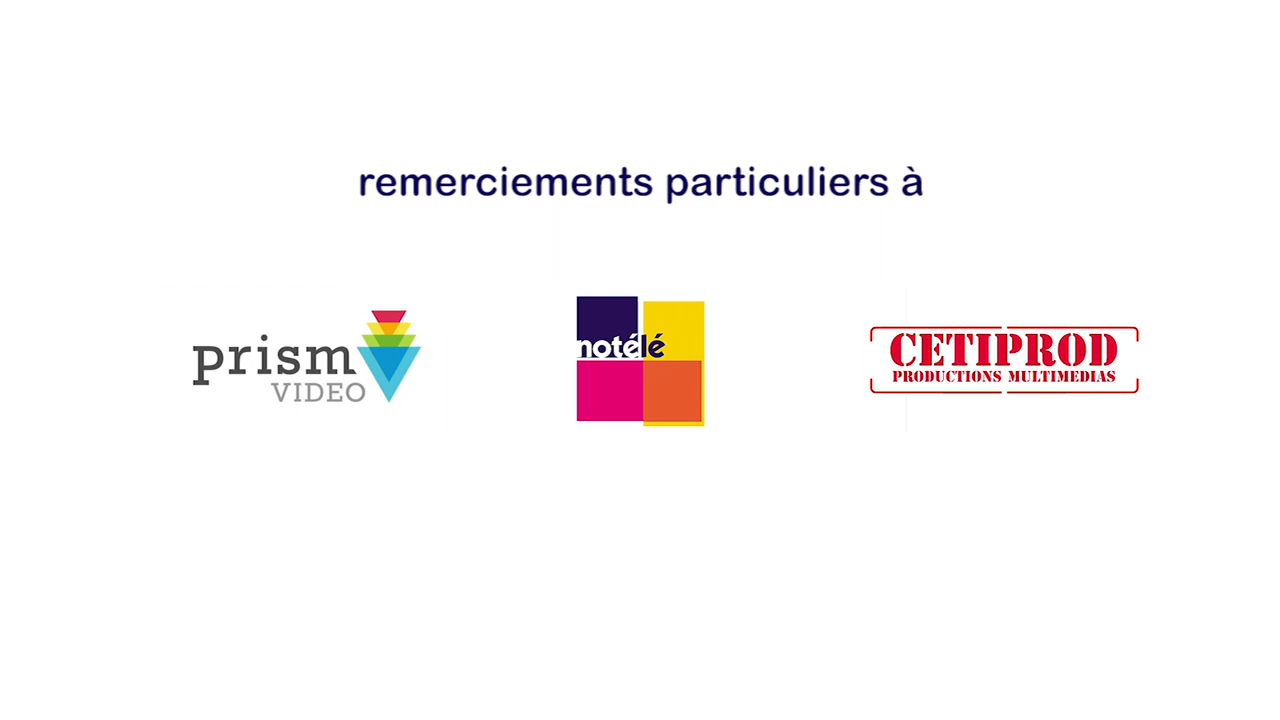 remerciements particuliers à
prism
VIDEO
notélé
CETIPROD
PRODUCTIONS MULTIMEDIAS